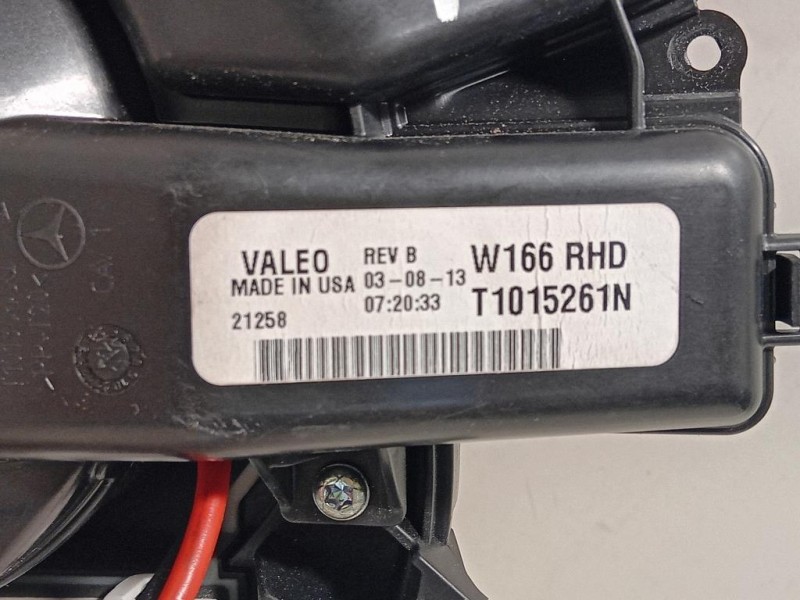 VALEO
MADE IN USA
21258
REV B
03-08-13
07:20:33
W166 RHD
T1015261N